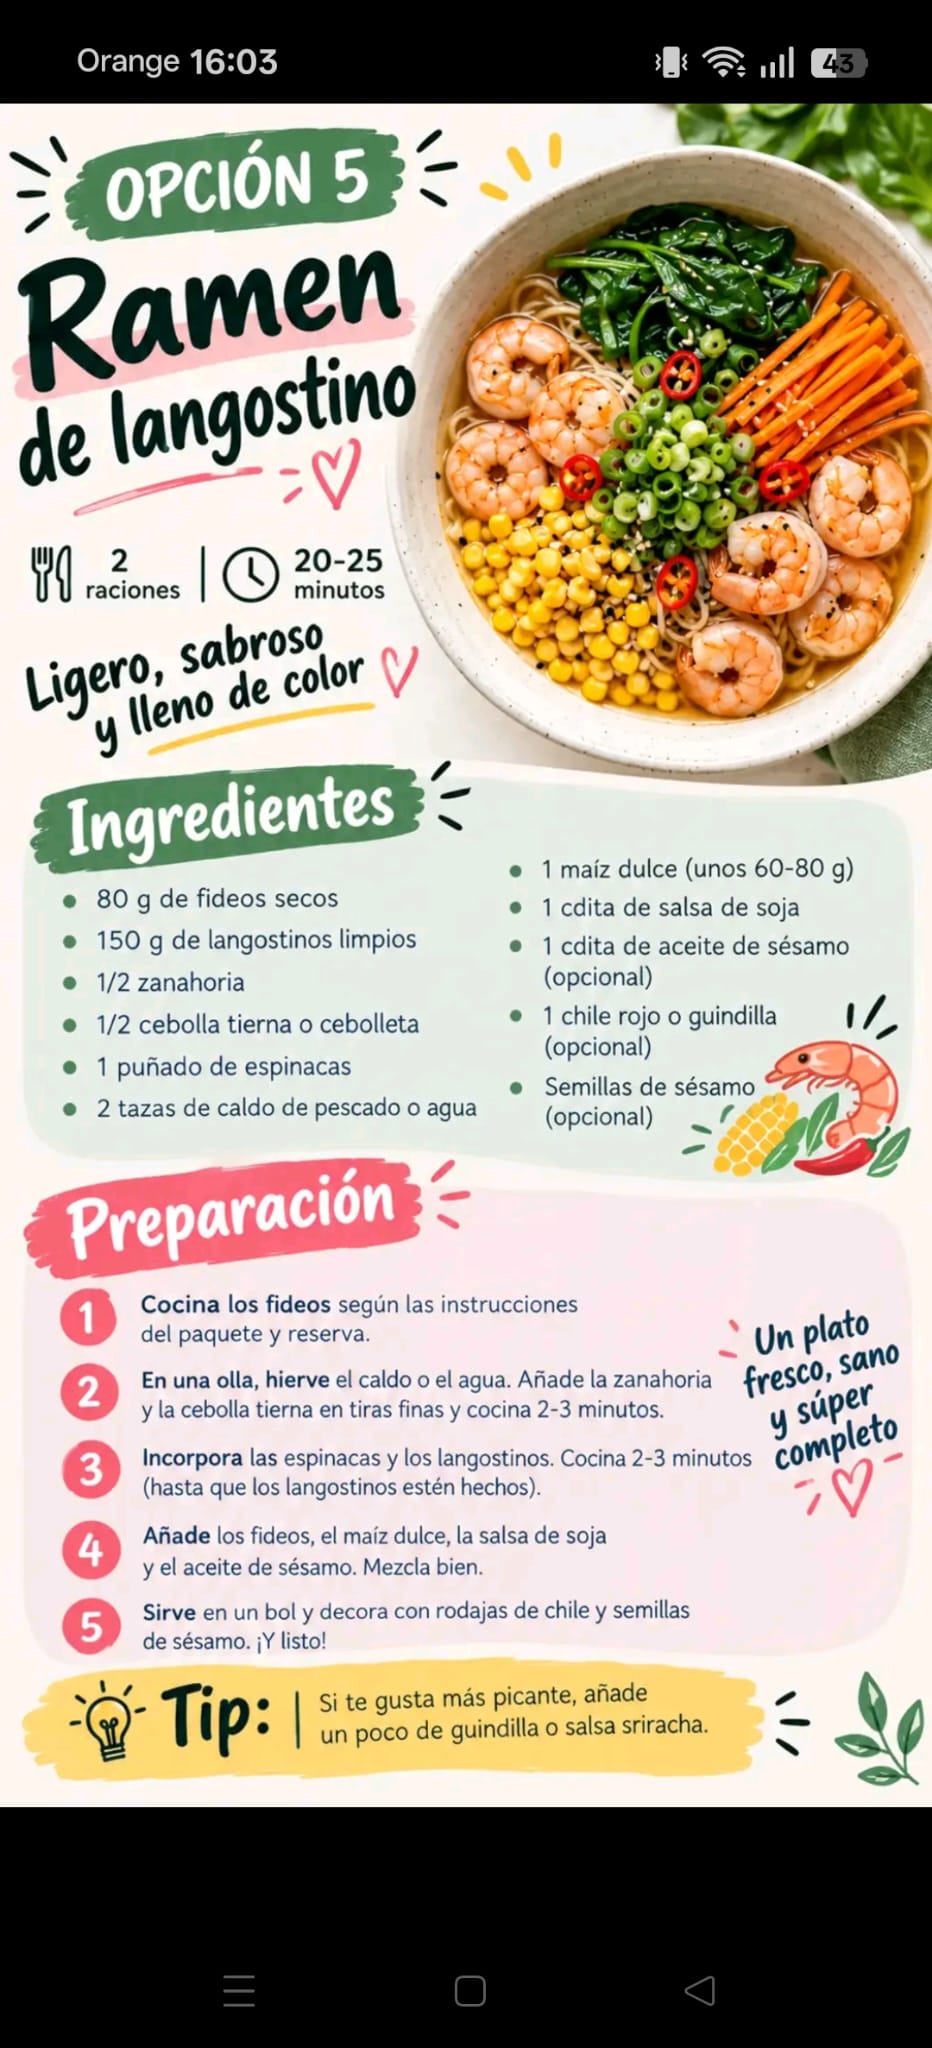 Orange 16:03
43
OPCIÓN 5
Ramen
de langostino
2
raciones
20-25
minutos
Ligero, sabroso
y lleno de color
Ingredientes
80 g de fideos secos
150 g de langostinos limpios
1/2 zanahoria
1/2 cebolla tierna o cebolleta
1 puñado de espinacas
2 tazas de caldo de pescado o agua
1 maíz dulce (unos 60-80 g)
1 cdita de salsa de soja
1 cdita de aceite de sésamo
(opcional)
1 chile rojo o guindilla
(opcional)
Semillas de sésamo
(opcional)
Preparación
1
Cocina los fideos según las instrucciones
del paquete y reserva.
2
En una olla, hierve el caldo o el agua. Añade la zanahoria
y la cebolla tierna en tiras finas y cocina 2-3 minutos.
3
Incorpora las espinacas y los langostinos. Cocina 2-3 minutos
(hasta que los langostinos estén hechos).
4
Añade los fideos, el maíz dulce, la salsa de soja
y el aceite de sésamo. Mezcla bien.
5
Sirve en un bol y decora con rodajas de chile y semillas
de sésamo. ¡Y listo!
Un plato
fresco, sano
y súper
completo
Tip:
Si te gusta más picante, añade
un poco de guindilla o salsa sriracha.